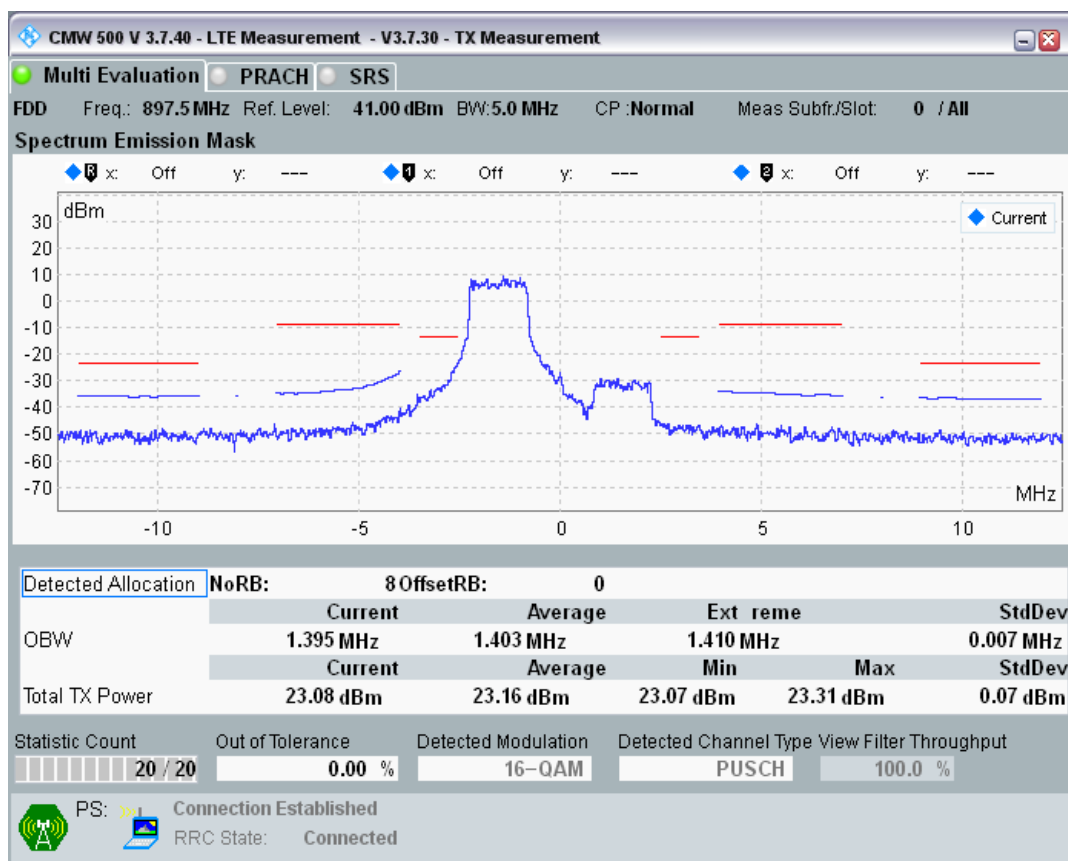 CMW 500 V 3.7.40 - LTE Measurement - V3.7.30 - TX Measurement
Multi Evaluation PRACH SRS
FDD Freq.: 897.5 MHz Ref. Level: 41.00 dBm BW:5.0 MHz CP :Normal Meas Subfr./Slot: 0 / All
Spectrum Emission Mask
R x: Off y: --- 1 x: Off y: --- 2 x: Off y: ---
dBm
Current
30
20
10
0
-10
-20
-30
-40
-50
-60
-70
MHz
-10 -5 0 5 10
Detected Allocation NoRB: 8 OffsetRB: 0
Current Average Ext reme StdDev
OBW 1.395 MHz 1.403 MHz 1.410 MHz 0.007 MHz
Current Average Min Max StdDev
Total TX Power 23.08 dBm 23.16 dBm 23.07 dBm 23.31 dBm 0.07 dBm
Statistic Count Out of Tolerance Detected Modulation Detected Channel Type View Filter Throughput
20 / 20 0.00 % 16-QAM PUSCH 100.0 %
PS: Connection Established
RRC State: Connected